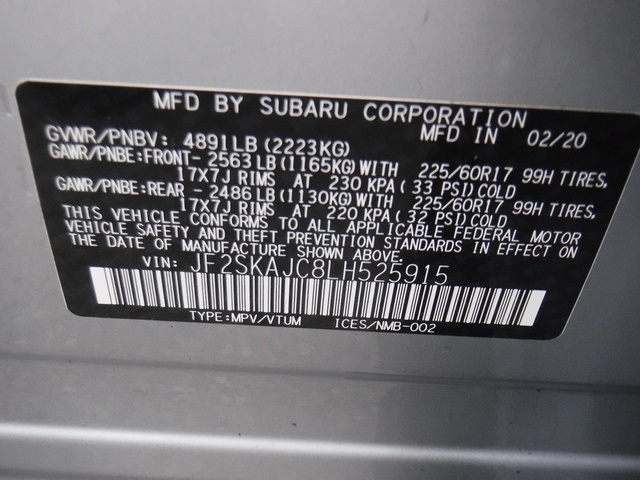 MFD BY SUBARU CORPORATION
GVWR/PNBV: 4891LB(2223KG) MFD IN 02/20
GAWR/PNBE:FRONT- 2563LB(1165KG)WITH 225/60R17 99H TIRES,
17X7J RIMS AT 230 KPA(33 PSI)COLD
GAWR/PNBE:REAR -2486LB(1130KG)WITH 225/60R17 99H TIRES,
17X7J RIMS AT 220 KPA(32 PSI)COLD
THIS VEHICLE CONFORMS TO ALL APPLICABLE FEDERAL MOTOR
VEHICLE SAFETY AND THEFT PREVENTION STANDARDS IN EFFECT ON
THE DATE OF MANUFACTURE SHOWN ABOVE.
VIN: JF2SKAJC8LH525915
TYPE:MPV/VTUM ICES/NMB-002